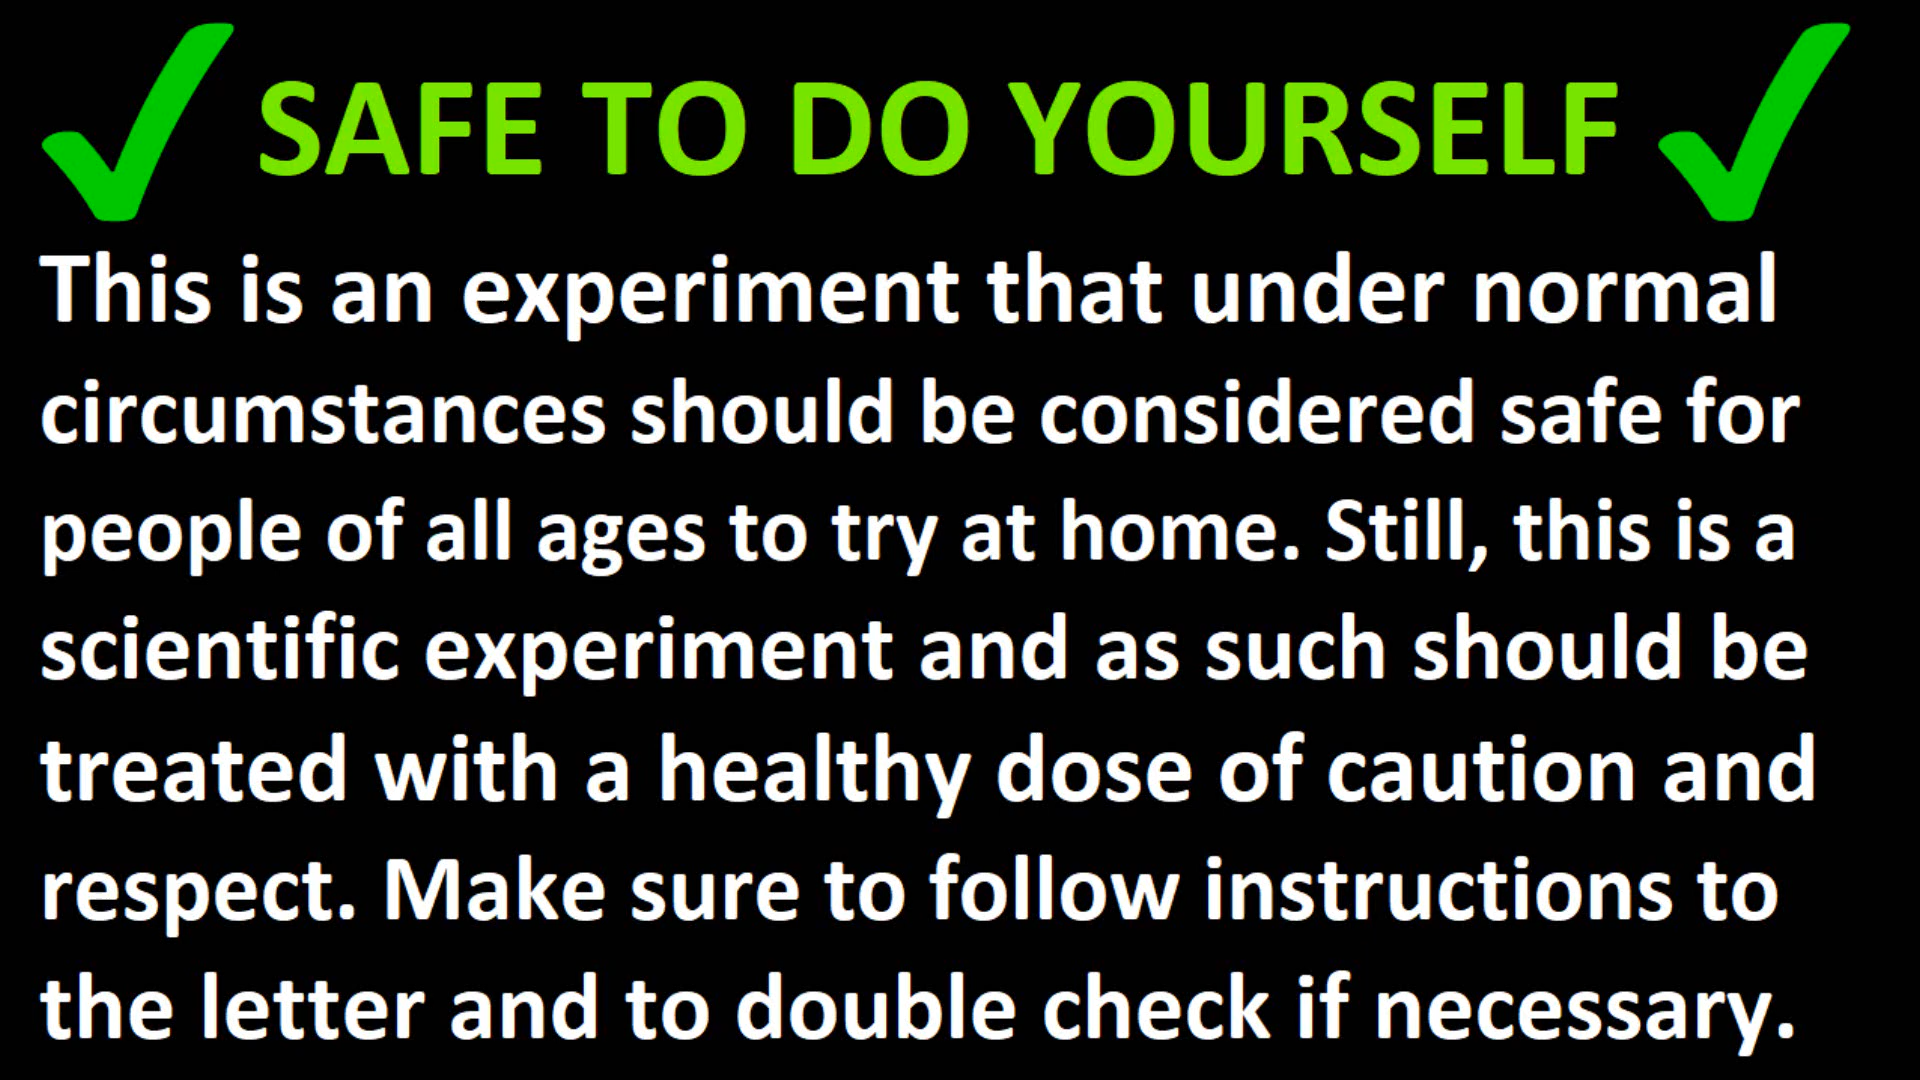 SAFE TO DO YOURSELF
This is an experiment that under normal
circumstances should be considered safe for
people of all ages to try at home. Still, this is a
scientific experiment and as such should be
treated with a healthy dose of caution and
respect. Make sure to follow instructions to
the letter and to double check if necessary.